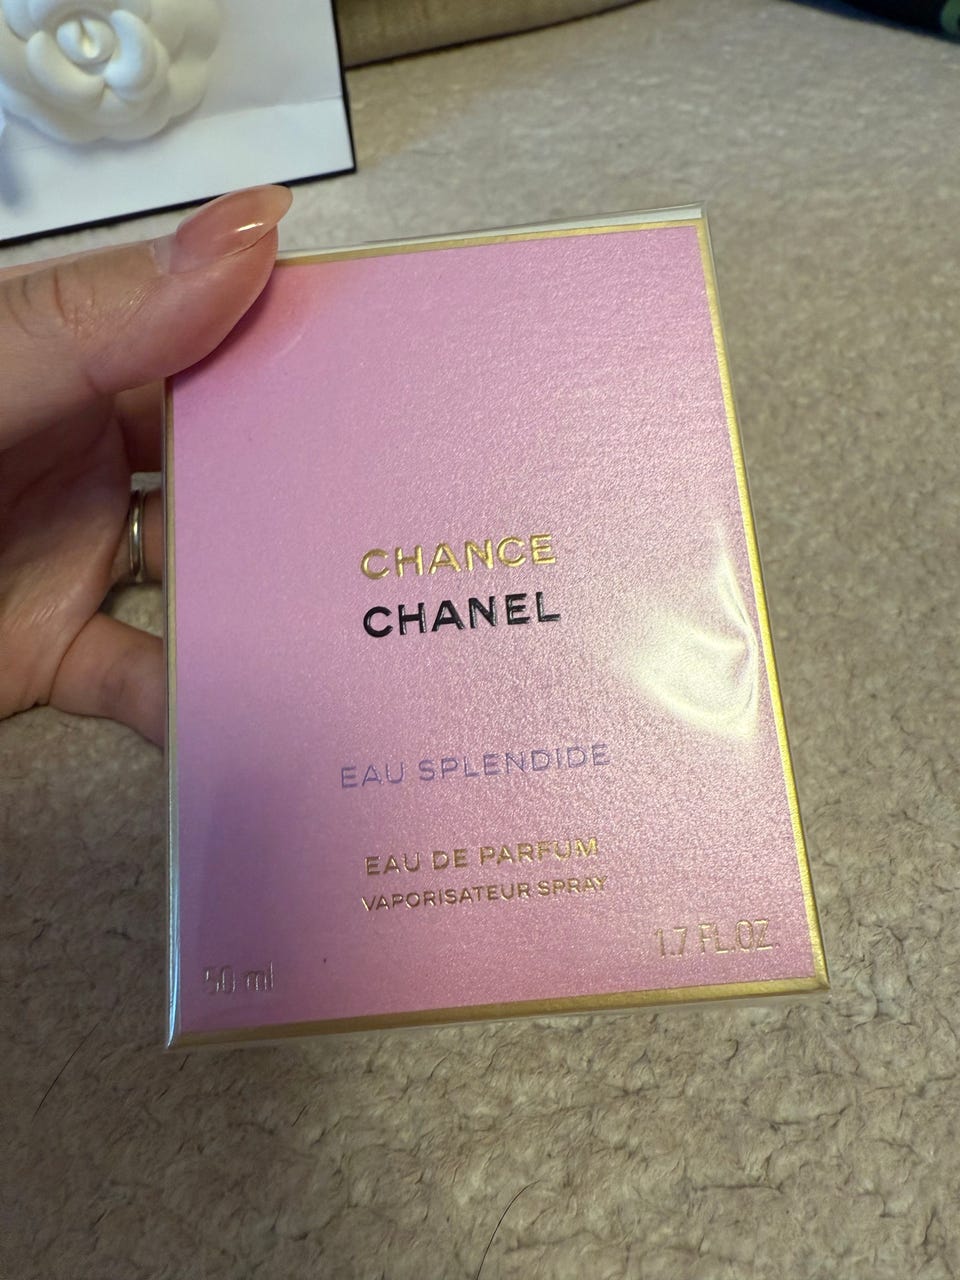 CHANCE
CHANEL
EAU SPLENDIDE
EAU DE PARFUM
VAPORISATEUR SPRAY
1.7 FL.OZ.
50 ml